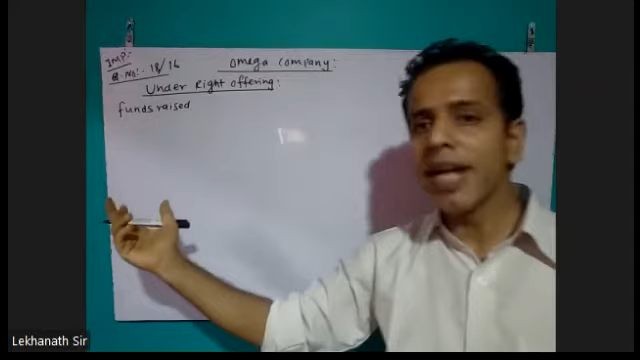 IMP:
Q.No:- 18/16
Omega Company:
Under Right offering:
funds raised
Lekhanath Sir